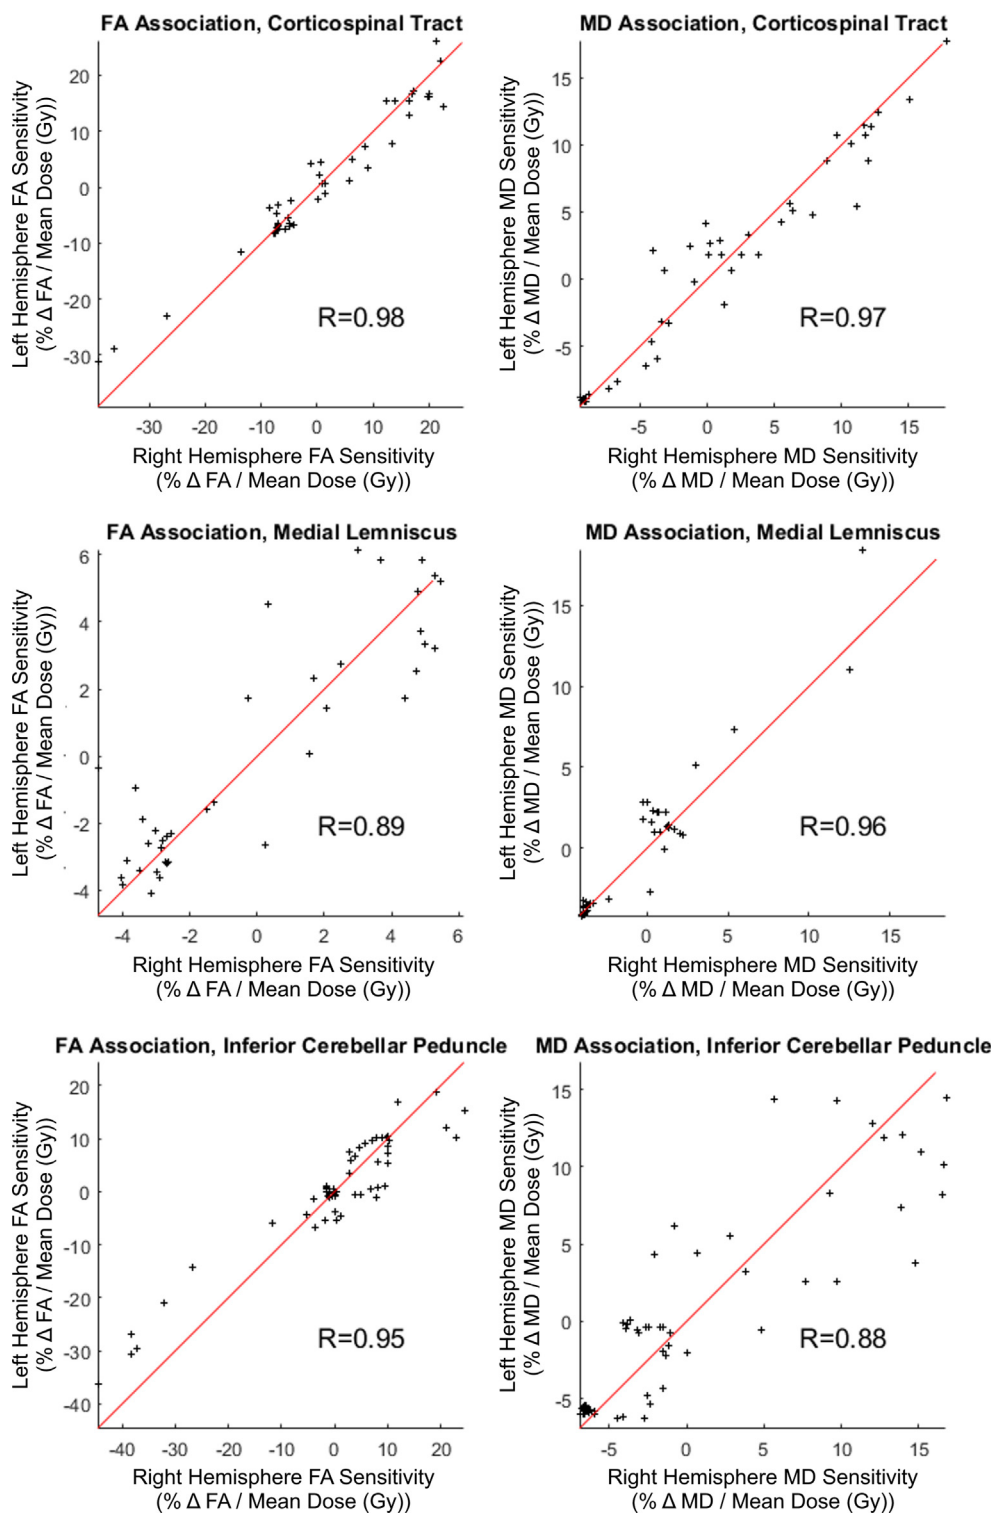 FA Association, Corticospinal Tract
Left Hemisphere FA Sensitivity
(% Δ FA / Mean Dose (Gy))
20
10
0
-10
-20
-30
R=0.98
-30 -20 -10 0 10 20
Right Hemisphere FA Sensitivity
(% Δ FA / Mean Dose (Gy))
MD Association, Corticospinal Tract
Left Hemisphere MD Sensitivity
(% Δ MD / Mean Dose (Gy))
15
10
5
0
-5
R=0.97
-5 0 5 10 15
Right Hemisphere MD Sensitivity
(% Δ MD / Mean Dose (Gy))
FA Association, Medial Lemniscus
Left Hemisphere FA Sensitivity
(% Δ FA / Mean Dose (Gy))
6
4
2
0
-2
-4
R=0.89
-4 -2 0 2 4 6
Right Hemisphere FA Sensitivity
(% Δ FA / Mean Dose (Gy))
MD Association, Medial Lemniscus
Left Hemisphere MD Sensitivity
(% Δ MD / Mean Dose (Gy))
15
10
5
0
R=0.96
0 5 10 15
Right Hemisphere MD Sensitivity
(% Δ MD / Mean Dose (Gy))
FA Association, Inferior Cerebellar Peduncle
Left Hemisphere FA Sensitivity
(% Δ FA / Mean Dose (Gy))
20
10
0
-10
-20
-30
-40
R=0.95
-40 -30 -20 -10 0 10 20
Right Hemisphere FA Sensitivity
(% Δ FA / Mean Dose (Gy))
MD Association, Inferior Cerebellar Peduncle
Left Hemisphere MD Sensitivity
(% Δ MD / Mean Dose (Gy))
15
10
5
0
-5
R=0.88
-5 0 5 10 15
Right Hemisphere MD Sensitivity
(% Δ MD / Mean Dose (Gy))